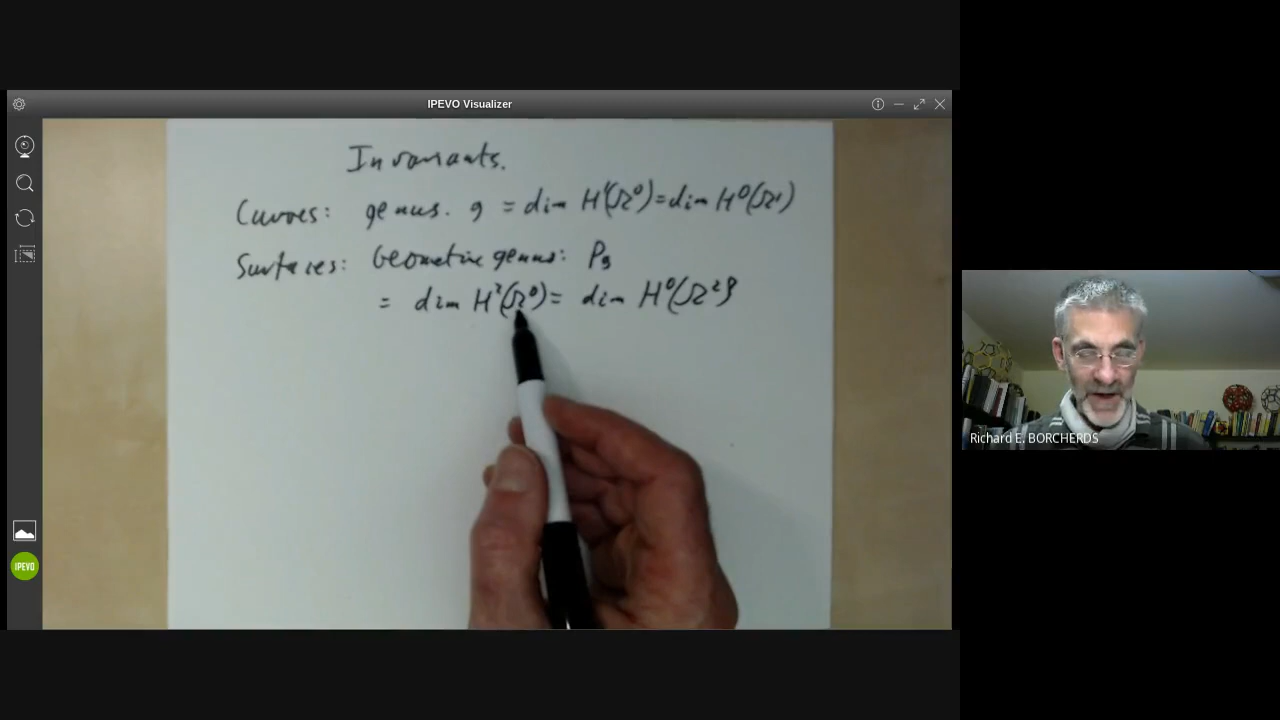 IPEVO Visualizer
Invariants.
Curves: genus. g = dim H¹(Ω⁰) = dim H⁰(Ω¹)
Surfaces: Geometric genus: Pg
= dim H²(Ω⁰) = dim H⁰(Ω²)
Richard E. BORCHERDS
IPEVO